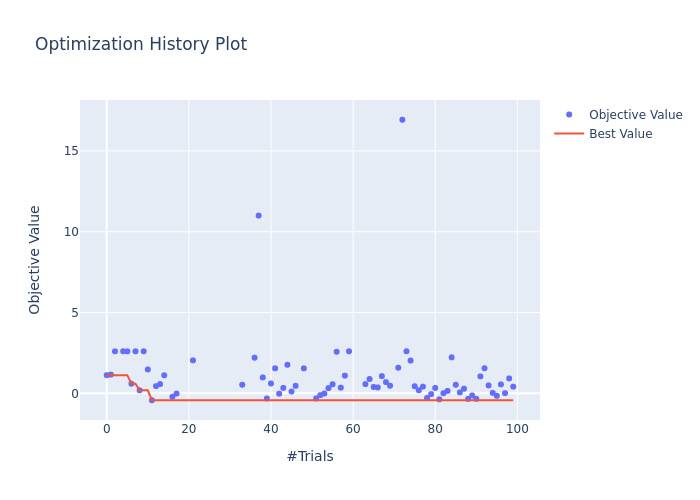 Optimization History Plot
Objective Value
Best Value
15
10
5
0
Objective Value
0 20 40 60 80 100
#Trials